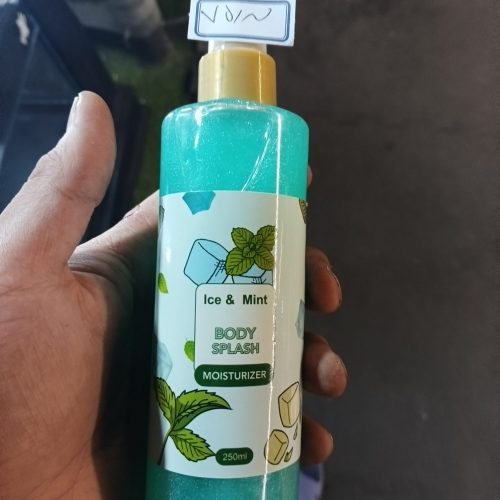 Ice & Mint
BODY
SPLASH
MOISTURIZER
250ml